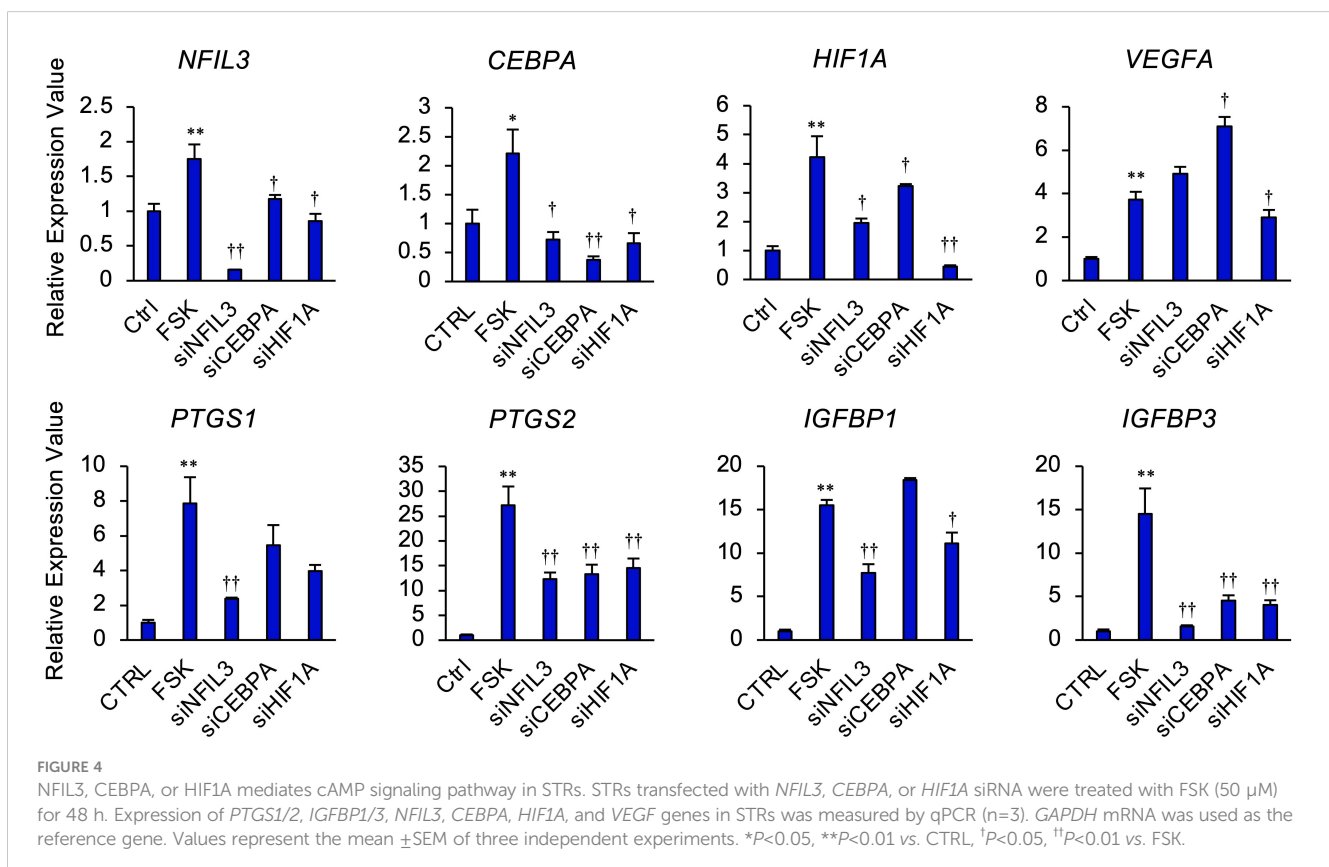 NFIL3
CEBPA
HIF1A
VEGFA
Relative Expression Value
2.5
2
1.5
1
0.5
0
**
††
†
†
Ctrl
FSK
siNFIL3
siCEBPA
siHIF1A
3
2.5
2
1.5
1
0.5
0
*
†
††
†
CTRL
FSK
siNFIL3
siCEBPA
siHIF1A
6
5
4
3
2
1
0
**
†
†
††
Ctrl
FSK
siNFIL3
siCEBPA
siHIF1A
8
6
4
2
0
**
†
†
Ctrl
FSK
siNFIL3
siCEBPA
siHIF1A
PTGS1
PTGS2
IGFBP1
IGFBP3
Relative Expression Value
10
8
6
4
2
0
**
††
CTRL
FSK
siNFIL3
siCEBPA
siHIF1A
35
30
25
20
15
10
5
0
**
††
††
††
Ctrl
FSK
siNFIL3
siCEBPA
siHIF1A
20
15
10
5
0
**
††
†
CTRL
FSK
siNFIL3
siCEBPA
siHIF1A
20
15
10
5
0
**
††
††
††
CTRL
FSK
siNFIL3
siCEBPA
siHIF1A
FIGURE 4
NFIL3, CEBPA, or HIF1A mediates cAMP signaling pathway in STRs. STRs transfected with NFIL3, CEBPA, or HIF1A siRNA were treated with FSK (50 µM)
for 48 h. Expression of PTGS1/2, IGFBP1/3, NFIL3, CEBPA, HIF1A, and VEGF genes in STRs was measured by qPCR (n=3). GAPDH mRNA was used as the
reference gene. Values represent the mean ±SEM of three independent experiments. *P<0.05, **P<0.01 vs. CTRL, †P<0.05, ††P<0.01 vs. FSK.